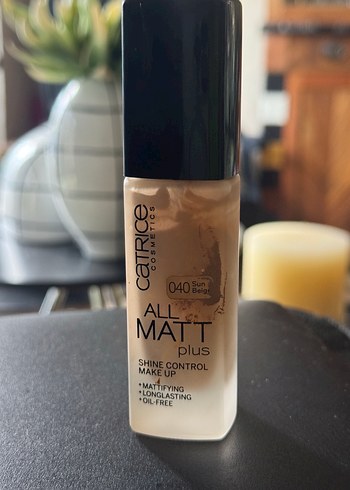 CATRICE
COSMETICS
040 Sun
Beige
ALL
MATT
plus
SHINE CONTROL
MAKE UP
+MATTIFYING
+LONGLASTING
+OIL-FREE